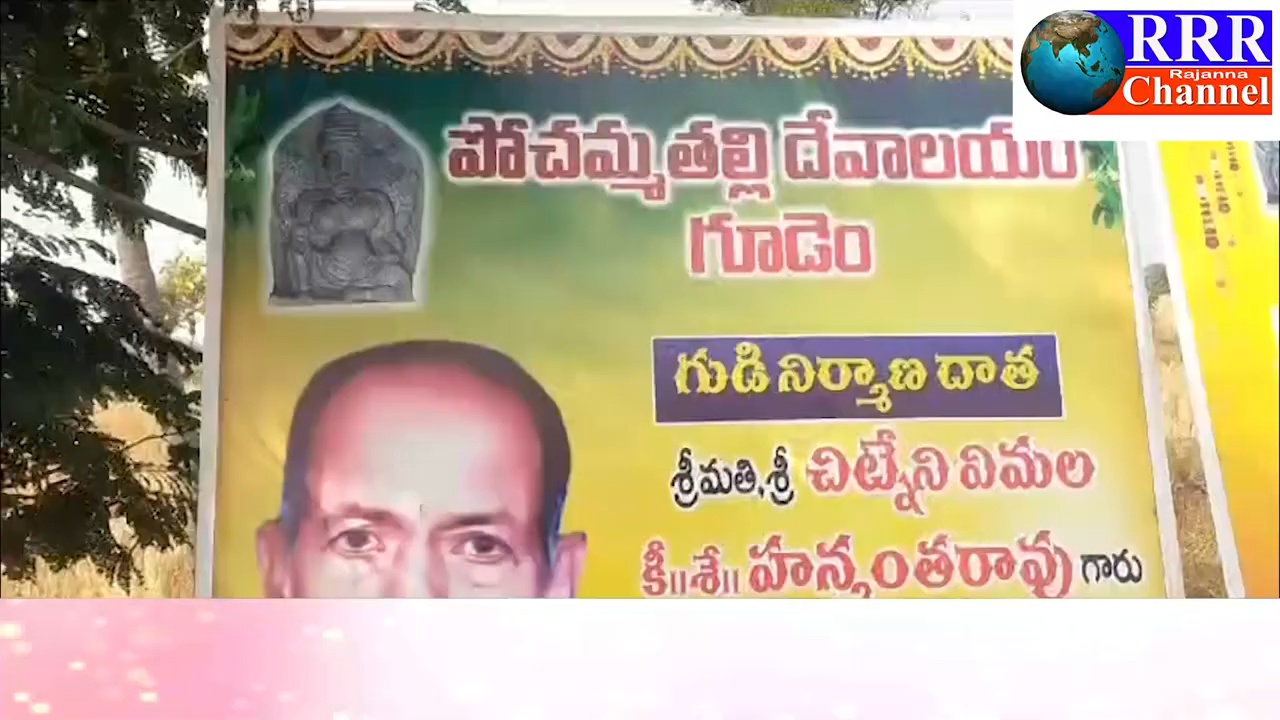 RRR
Rajanna
Channel
పోచమ్మ తల్లి దేవాలయం
గూడెం
గుడి నిర్మాణ దాత
శ్రీమతి,శ్రీ చిట్నేని విమల
కీ॥శే॥ హన్మంతరావు గారు